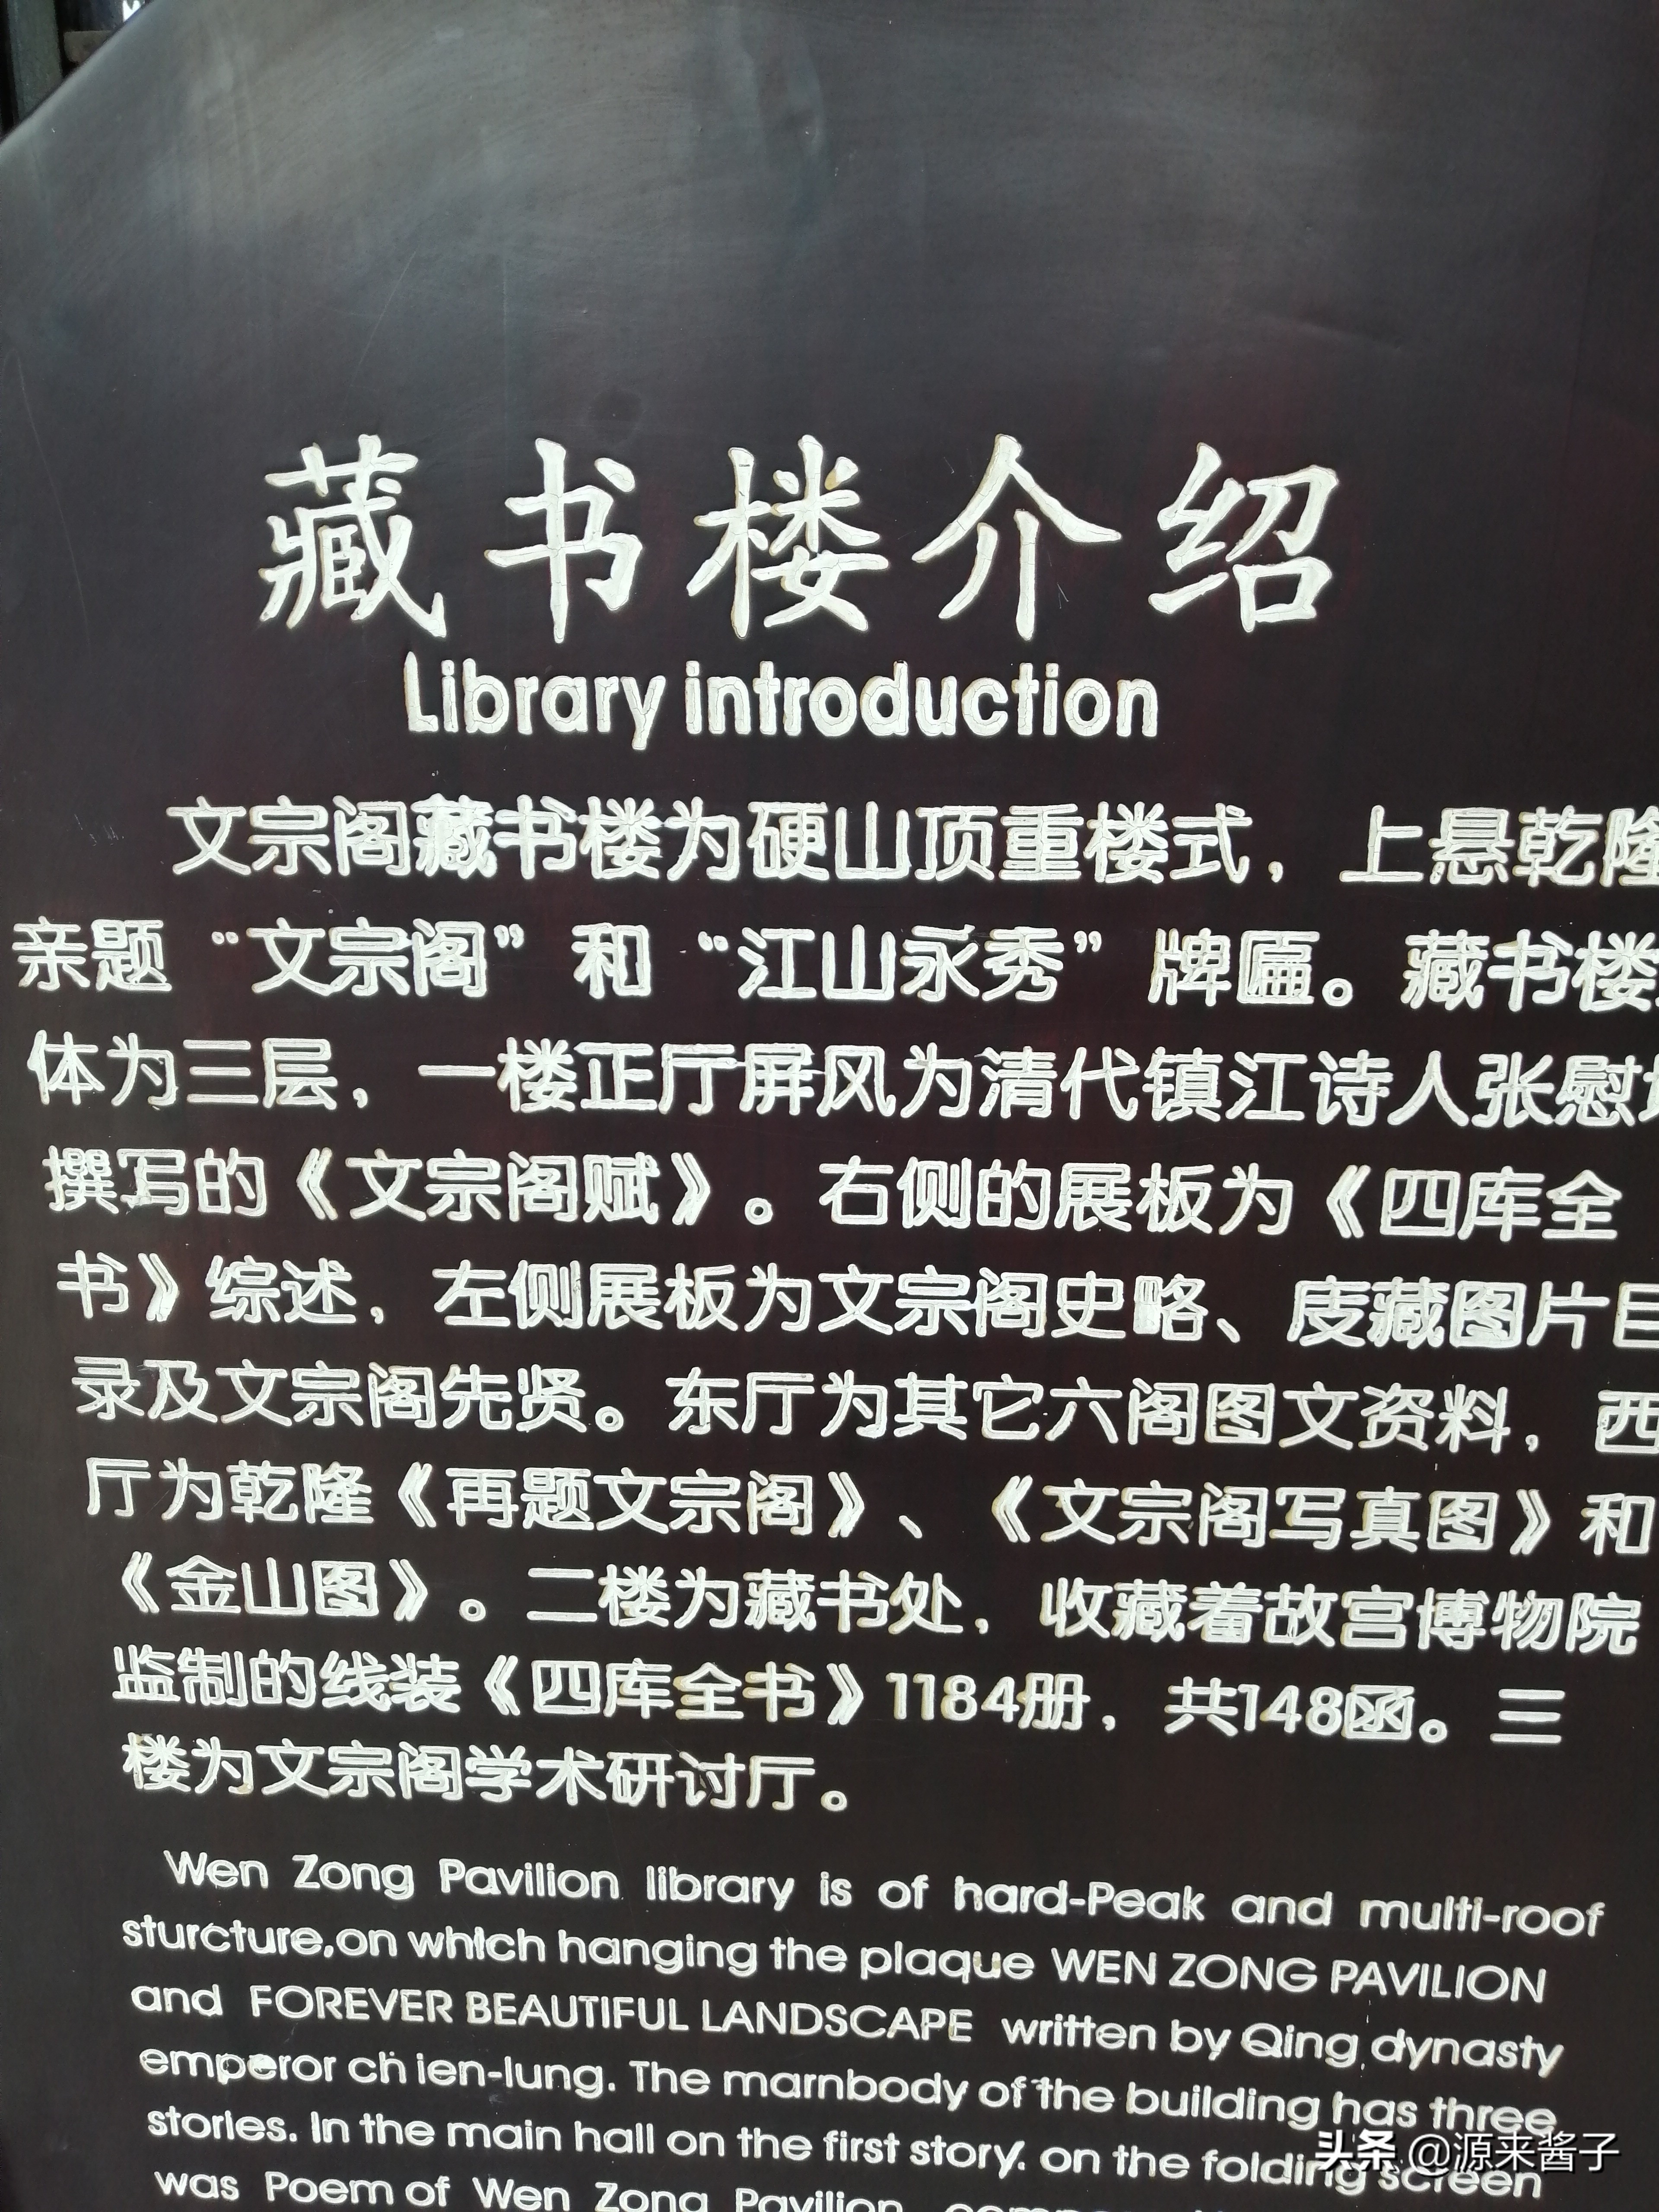 藏书楼介绍
Library introduction
文宗阁藏书楼为硬山顶重楼式，上悬乾隆
亲题“文宗阁”和“江山永秀”牌匾。藏书楼
体为三层，一楼正厅屏风为清代镇江诗人张慰
撰写的《文宗阁赋》。右侧的展板为《四库全
书》综述，左侧展板为文宗阁史略、庋藏图片目
录及文宗阁先贤。东厅为其它六阁图文资料，西
厅为乾隆《再题文宗阁》、《文宗阁写真图》和
《金山图》。二楼为藏书处，收藏着故宫博物院
监制的线装《四库全书》1184册，共148函。三
楼为文宗阁学术研讨厅。
Wen Zong Pavilion library is of hard-Peak and multi-roof
sturcture,on which hanging the plaque WEN ZONG PAVILION
and FOREVER BEAUTIFUL LANDSCAPE written by Qing dynasty
emperor ch ien-lung. The marnbody of the building has three
stories. In the main hall on the first story. on the folding screen
was Poem of Wen Zong Pavilion
头条 @源来酱子